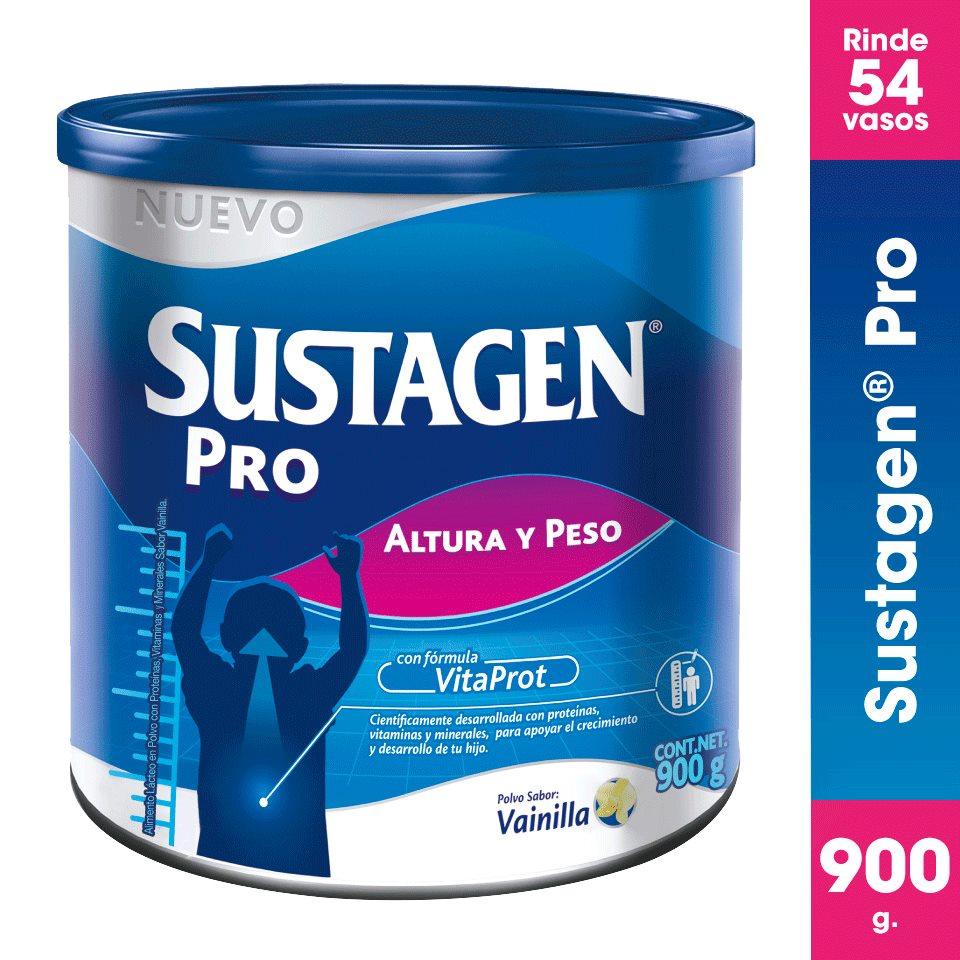 NUEVO
SUSTAGEN®
PRO
ALTURA Y PESO
con fórmula
VitaProt
Científicamente desarrollada con proteínas,
vitaminas y minerales, para apoyar el crecimiento
y desarrollo de tu hijo.
CONT.NET.
900 g
Polvo Sabor:
Vainilla
Alimento Lácteo en Polvo con Proteínas, Vitaminas y Minerales Sabor Vainilla.
Rinde
54
vasos
Sustagen® Pro
900
g.